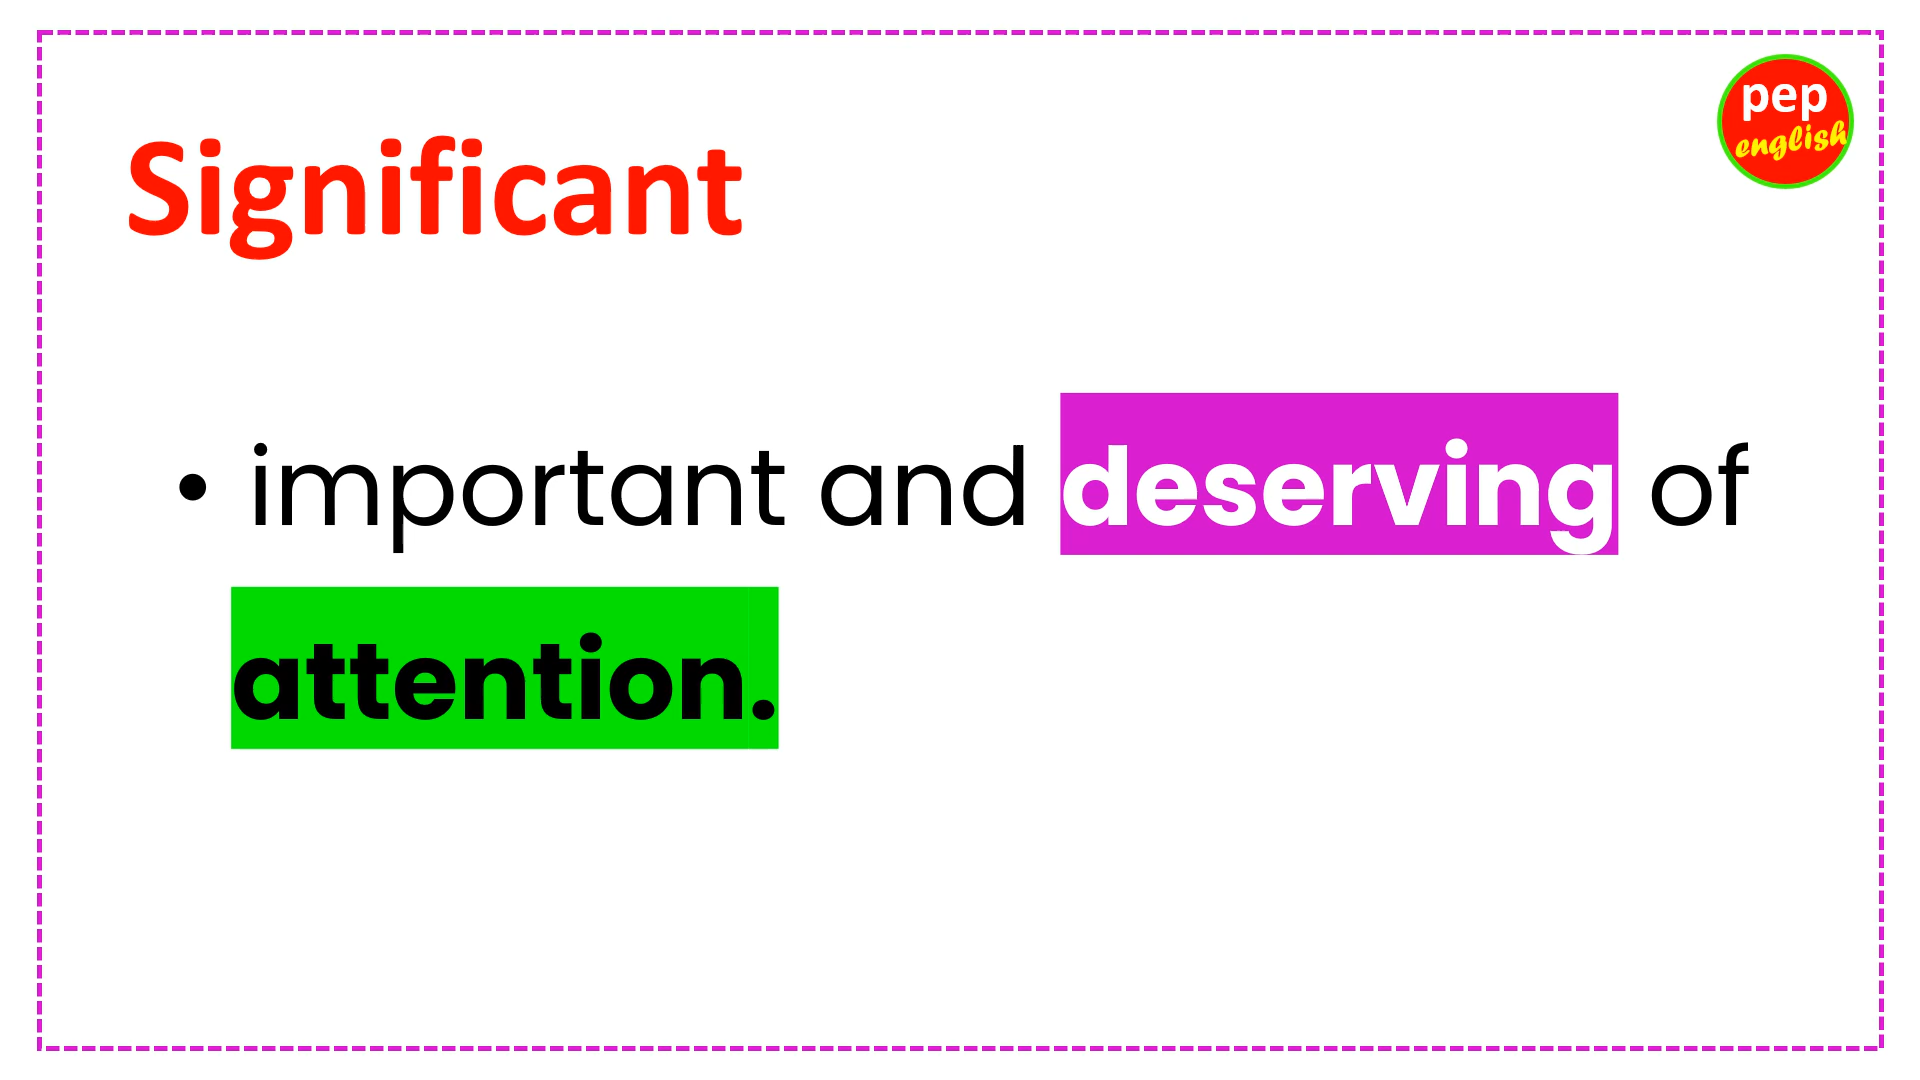 pep
english
Significant
• important and deserving of
attention.